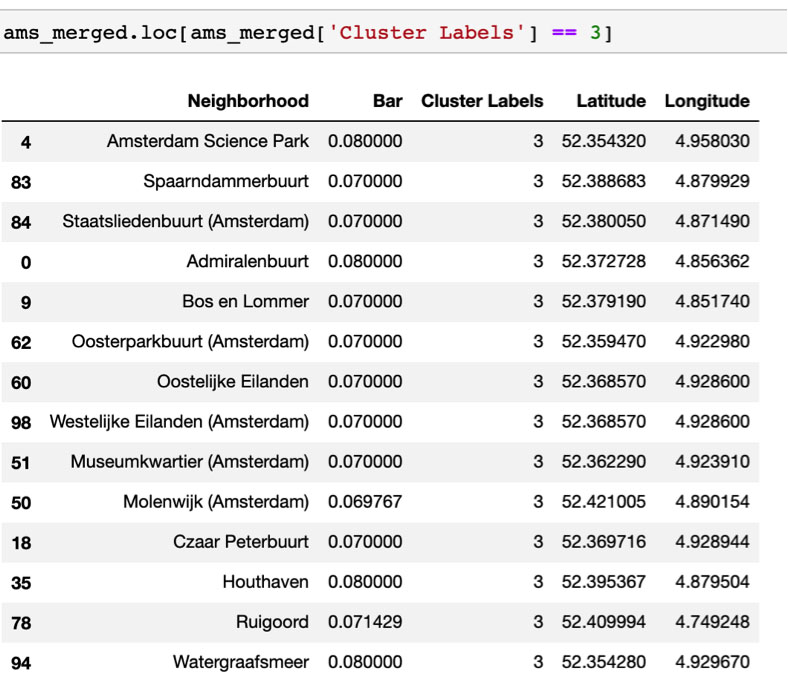 ams_merged.loc[ams_merged['Cluster Labels'] == 3]
Neighborhood Bar Cluster Labels Latitude Longitude
4 Amsterdam Science Park 0.080000 3 52.354320 4.958030
83 Spaarndammerbuurt 0.070000 3 52.388683 4.879929
84 Staatsliedenbuurt (Amsterdam) 0.070000 3 52.380050 4.871490
0 Admiralenbuurt 0.080000 3 52.372728 4.856362
9 Bos en Lommer 0.070000 3 52.379190 4.851740
62 Oosterparkbuurt (Amsterdam) 0.070000 3 52.359470 4.922980
60 Oostelijke Eilanden 0.070000 3 52.368570 4.928600
98 Westelijke Eilanden (Amsterdam) 0.070000 3 52.368570 4.928600
51 Museumkwartier (Amsterdam) 0.070000 3 52.362290 4.923910
50 Molenwijk (Amsterdam) 0.069767 3 52.421005 4.890154
18 Czaar Peterbuurt 0.070000 3 52.369716 4.928944
35 Houthaven 0.080000 3 52.395367 4.879504
78 Ruigoord 0.071429 3 52.409994 4.749248
94 Watergraafsmeer 0.080000 3 52.354280 4.929670